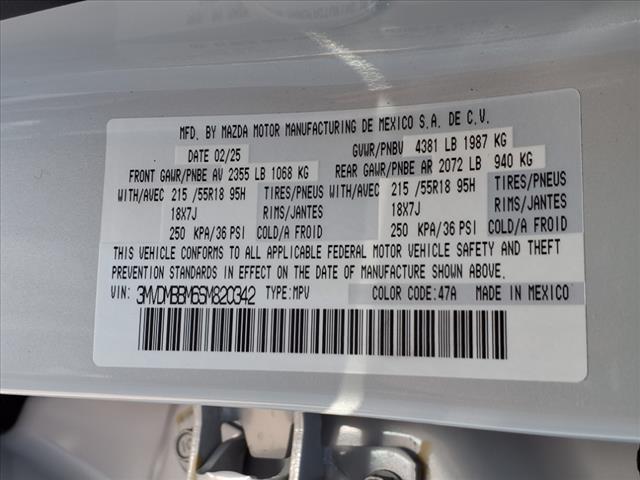 MFD. BY MAZDA MOTOR MANUFACTURING DE MEXICO S.A. DE C.V.
DATE 02/25 GVWR/PNBV 4381 LB 1987 KG
FRONT GAWR/PNBE AV 2355 LB 1068 KG REAR GAWR/PNBE AR 2072 LB 940 KG
WITH/AVEC 215 /55R18 95H TIRES/PNEUS WITH/AVEC 215 /55R18 95H TIRES/PNEUS
18X7J RIMS/JANTES 18X7J RIMS/JANTES
250 KPA/36 PSI COLD/A FROID 250 KPA/36 PSI COLD/A FROID
THIS VEHICLE CONFORMS TO ALL APPLICABLE FEDERAL MOTOR VEHICLE SAFETY AND THEFT
PREVENTION STANDARDS IN EFFECT ON THE DATE OF MANUFACTURE SHOWN ABOVE.
VIN: 3MVDMBBM6SM820342 TYPE:MPV COLOR CODE:47A MADE IN MEXICO